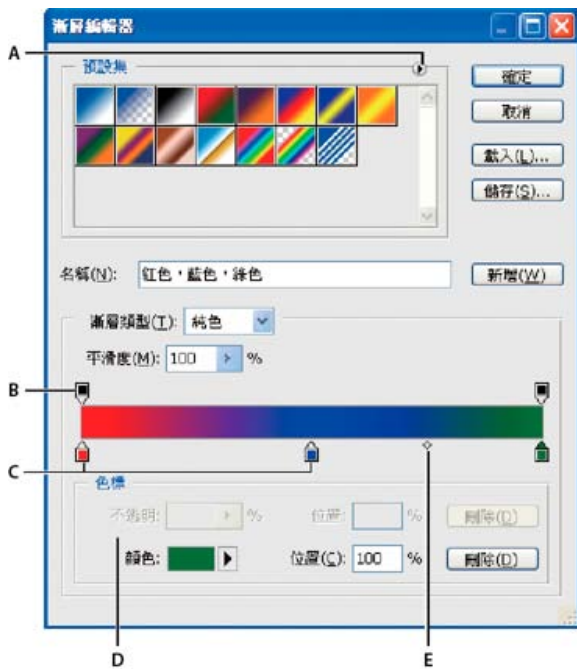 漸層編輯器
A
預設集
確定
取消
載入(L)...
儲存(S)...
名稱(N): 紅色,藍色,綠色
新增(W)
漸層類型(T): 純色
平滑度(M): 100 %
B
C
色標
不透明: %
位置: %
刪除(D)
顏色:
位置(C): 100 %
刪除(D)
D
E